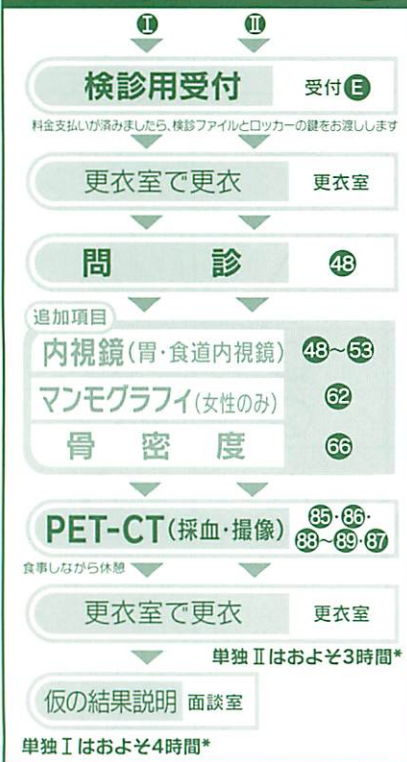 Ⅰ Ⅱ
検診用受付 受付E
料金支払いが済みましたら、検診ファイルとロッカーの鍵をお渡しします
更衣室で更衣 更衣室
問診 48
追加項目
内視鏡(胃・食道内視鏡) 48~53
マンモグラフィ(女性のみ) 62
骨密度 66
PET-CT(採血・撮像) 85・86・
88~89・87
食事しながら休憩
更衣室で更衣 更衣室
単独Ⅱはおよそ3時間*
仮の結果説明 面談室
単独Ⅰはおよそ4時間*